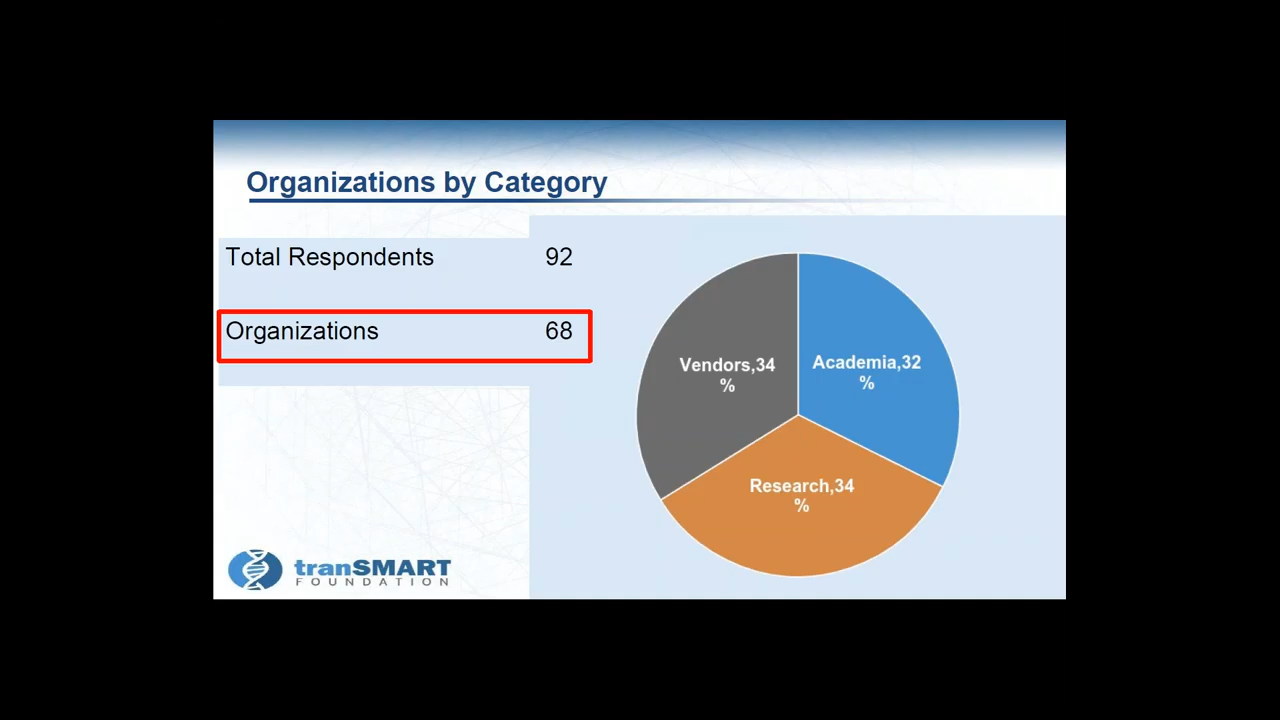 Organizations by Category
Total Respondents 92
Organizations 68
Vendors,34
%
Academia,32
%
Research,34
%
tranSMART
FOUNDATION